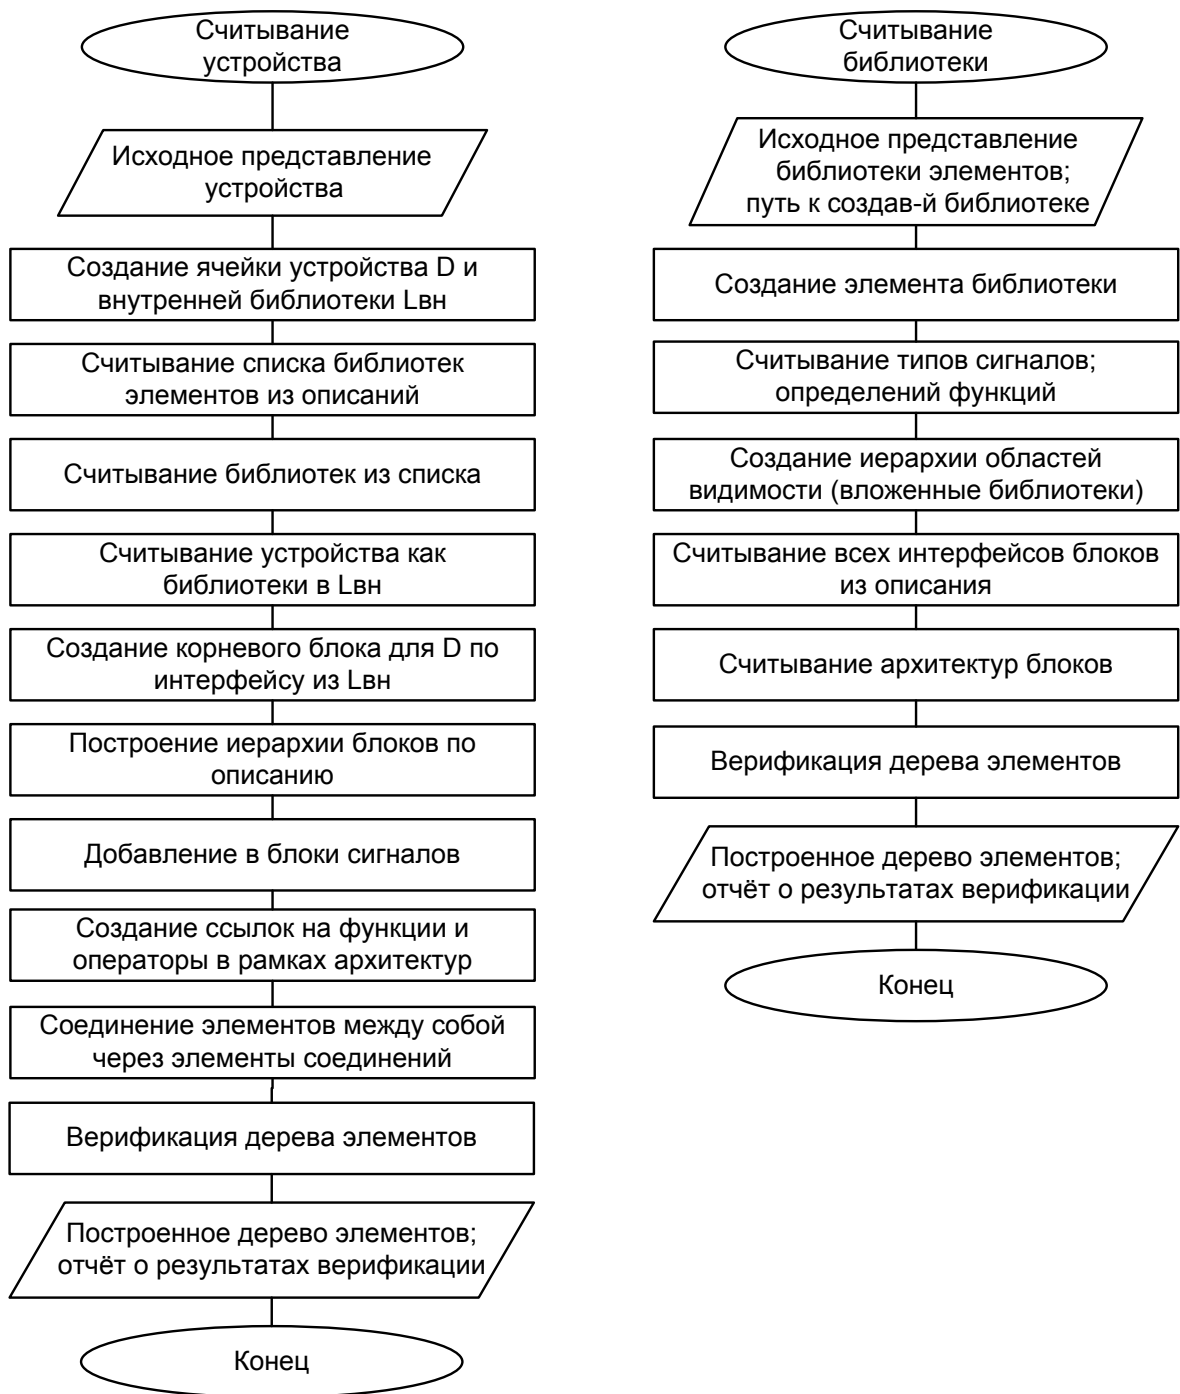 Считывание
устройства
Исходное представление
устройства
Создание ячейки устройства D и
внутренней библиотеки Lвн
Считывание списка библиотек
элементов из описаний
Считывание библиотек из списка
Считывание устройства как
библиотеки в Lвн
Создание корневого блока для D по
интерфейсу из Lвн
Построение иерархии блоков по
описанию
Добавление в блоки сигналов
Создание ссылок на функции и
операторы в рамках архитектур
Соединение элементов между собой
через элементы соединений
Верификация дерева элементов
Построенное дерево элементов;
отчёт о результатах верификации
Конец
Считывание
библиотеки
Исходное представление
библиотеки элементов;
путь к создав-й библиотеке
Создание элемента библиотеки
Считывание типов сигналов;
определений функций
Создание иерархии областей
видимости (вложенные библиотеки)
Считывание всех интерфейсов блоков
из описания
Считывание архитектур блоков
Верификация дерева элементов
Построенное дерево элементов;
отчёт о результатах верификации
Конец